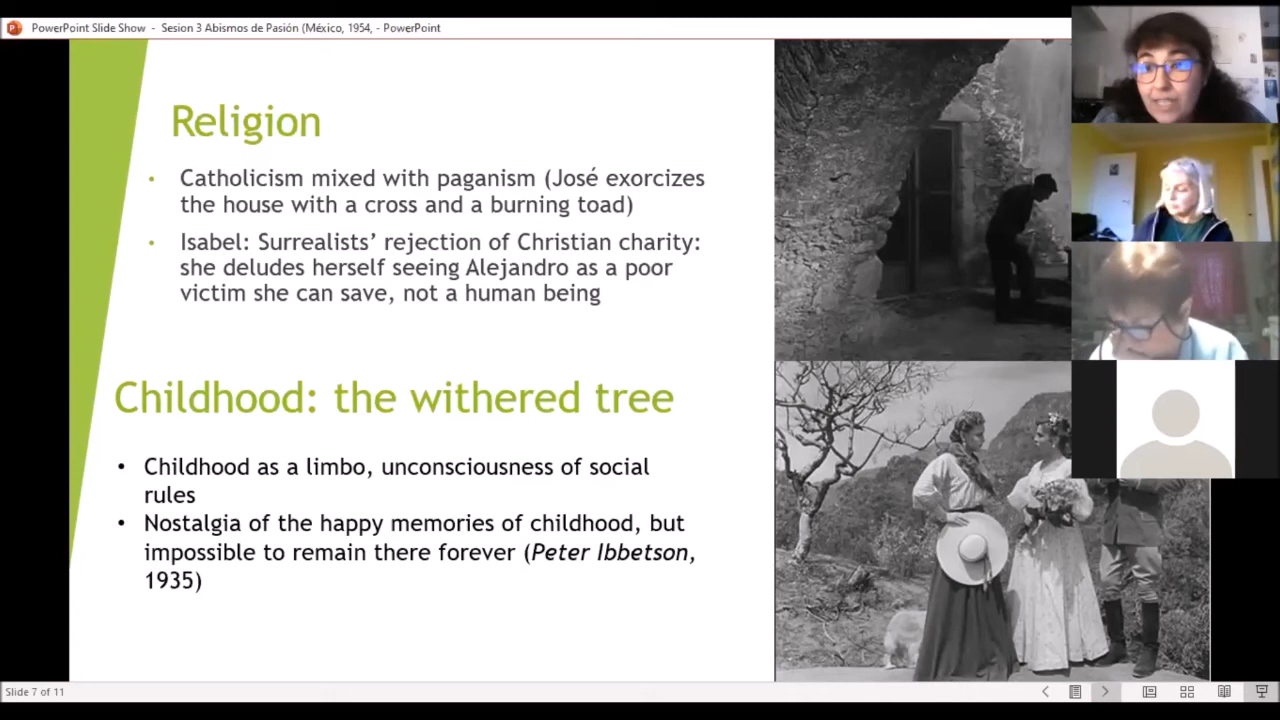 PowerPoint Slide Show - Sesion 3 Abismos de Pasión (México, 1954, - PowerPoint
Religion
• Catholicism mixed with paganism (José exorcizes
the house with a cross and a burning toad)
• Isabel: Surrealists’ rejection of Christian charity:
she deludes herself seeing Alejandro as a poor
victim she can save, not a human being
Childhood: the withered tree
• Childhood as a limbo, unconsciousness of social
rules
• Nostalgia of the happy memories of childhood, but
impossible to remain there forever (Peter Ibbetson,
1935)
Slide 7 of 11